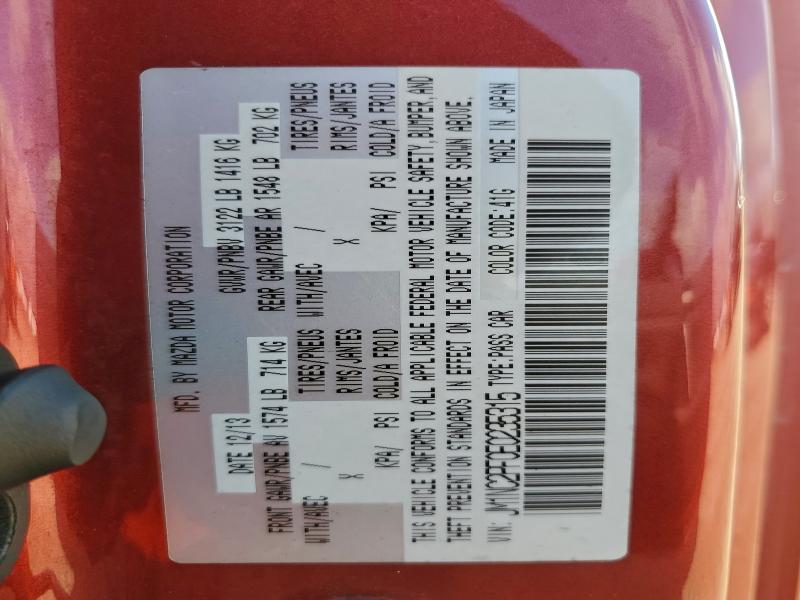 MFD. BY MAZDA MOTOR CORPORATION
DATE 12/13 GVWR/PNBV 3122 LB 1416 KG
FRONT GAWR/PNBE AV 1574 LB 714 KG REAR GAWR/PNBE AR 1548 LB 702 KG
WITH/AVEC / TIRES/PNEUS WITH/AVEC / TIRES/PNEUS
X RIMS/JANTES X RIMS/JANTES
KPA/ PSI COLD/A FROID KPA/ PSI COLD/A FROID
THIS VEHICLE CONFORMS TO ALL APPLICABLE FEDERAL MOTOR VEHICLE SAFETY, BUMPER, AND
THEFT PREVENTION STANDARDS IN EFFECT ON THE DATE OF MANUFACTURE SHOWN ABOVE.
VIN: JM1NC2PF0E0235315 TYPE:PASS CAR COLOR CODE:41G MADE IN JAPAN